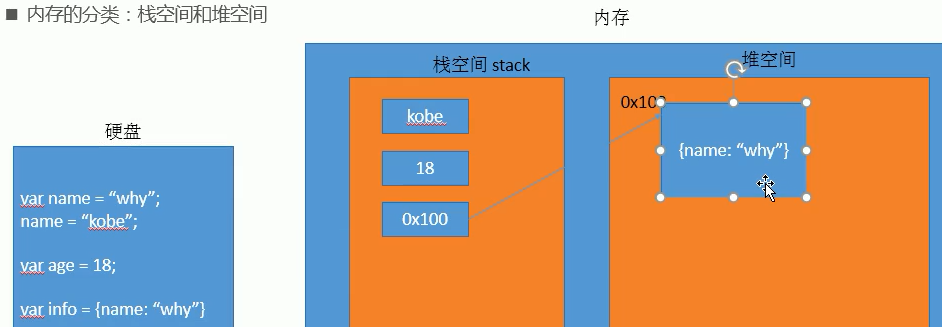 ■ 内存的分类：栈空间和堆空间
内存
栈空间 stack
堆空间
硬盘
var name = “why”;
name = “kobe”;
var age = 18;
var info = {name: “why”}
kobe
18
0x100
{name: “why”}